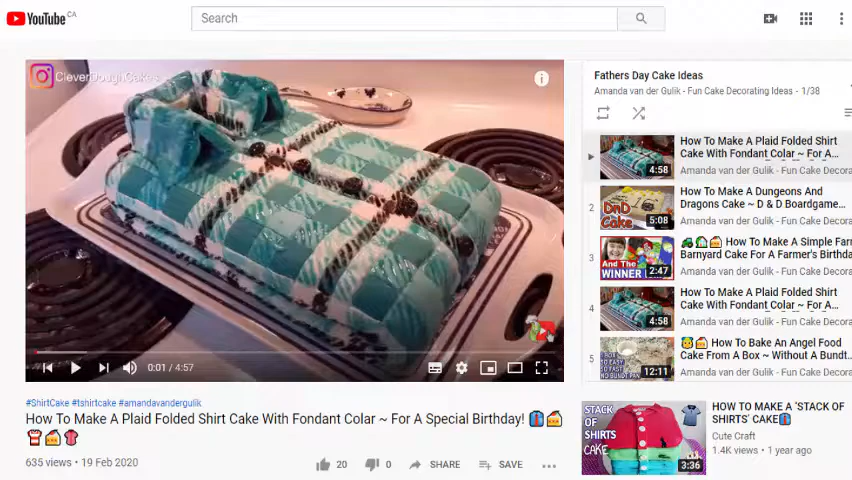 YouTube CA
Search
CleverDoughCakes
0:01 / 4:57
#ShirtCake #tshirtcake #amandavandergulik
How To Make A Plaid Folded Shirt Cake With Fondant Colar ~ For A Special Birthday!
635 views • 19 Feb 2020
20
0
SHARE
SAVE
Fathers Day Cake Ideas
Amanda van der Gulik - Fun Cake Decorating Ideas - 1/38
4:58
How To Make A Plaid Folded Shirt
Cake With Fondant Colar ~ For A...
Amanda van der Gulik - Fun Cake Decora
2
DnD
Cake
5:08
How To Make A Dungeons And
Dragons Cake ~ D & D Boardgame...
Amanda van der Gulik - Fun Cake Decora
3
And The
WINNER
2:47
How To Make A Simple Far
Barnyard Cake For A Farmer's Birthda
Amanda van der Gulik - Fun Cake Decora
4
4:58
How To Make A Plaid Folded Shirt
Cake With Fondant Colar ~ For A...
Amanda van der Gulik - Fun Cake Decora
5
12:11
How To Bake An Angel Food
Cake From A Box ~ Without A Bundt...
Amanda van der Gulik - Fun Cake Decora
STACK
OF
SHIRTS
CAKE
3:36
HOW TO MAKE A 'STACK OF
SHIRTS' CAKE
Cute Craft
1.4K views • 1 year ago